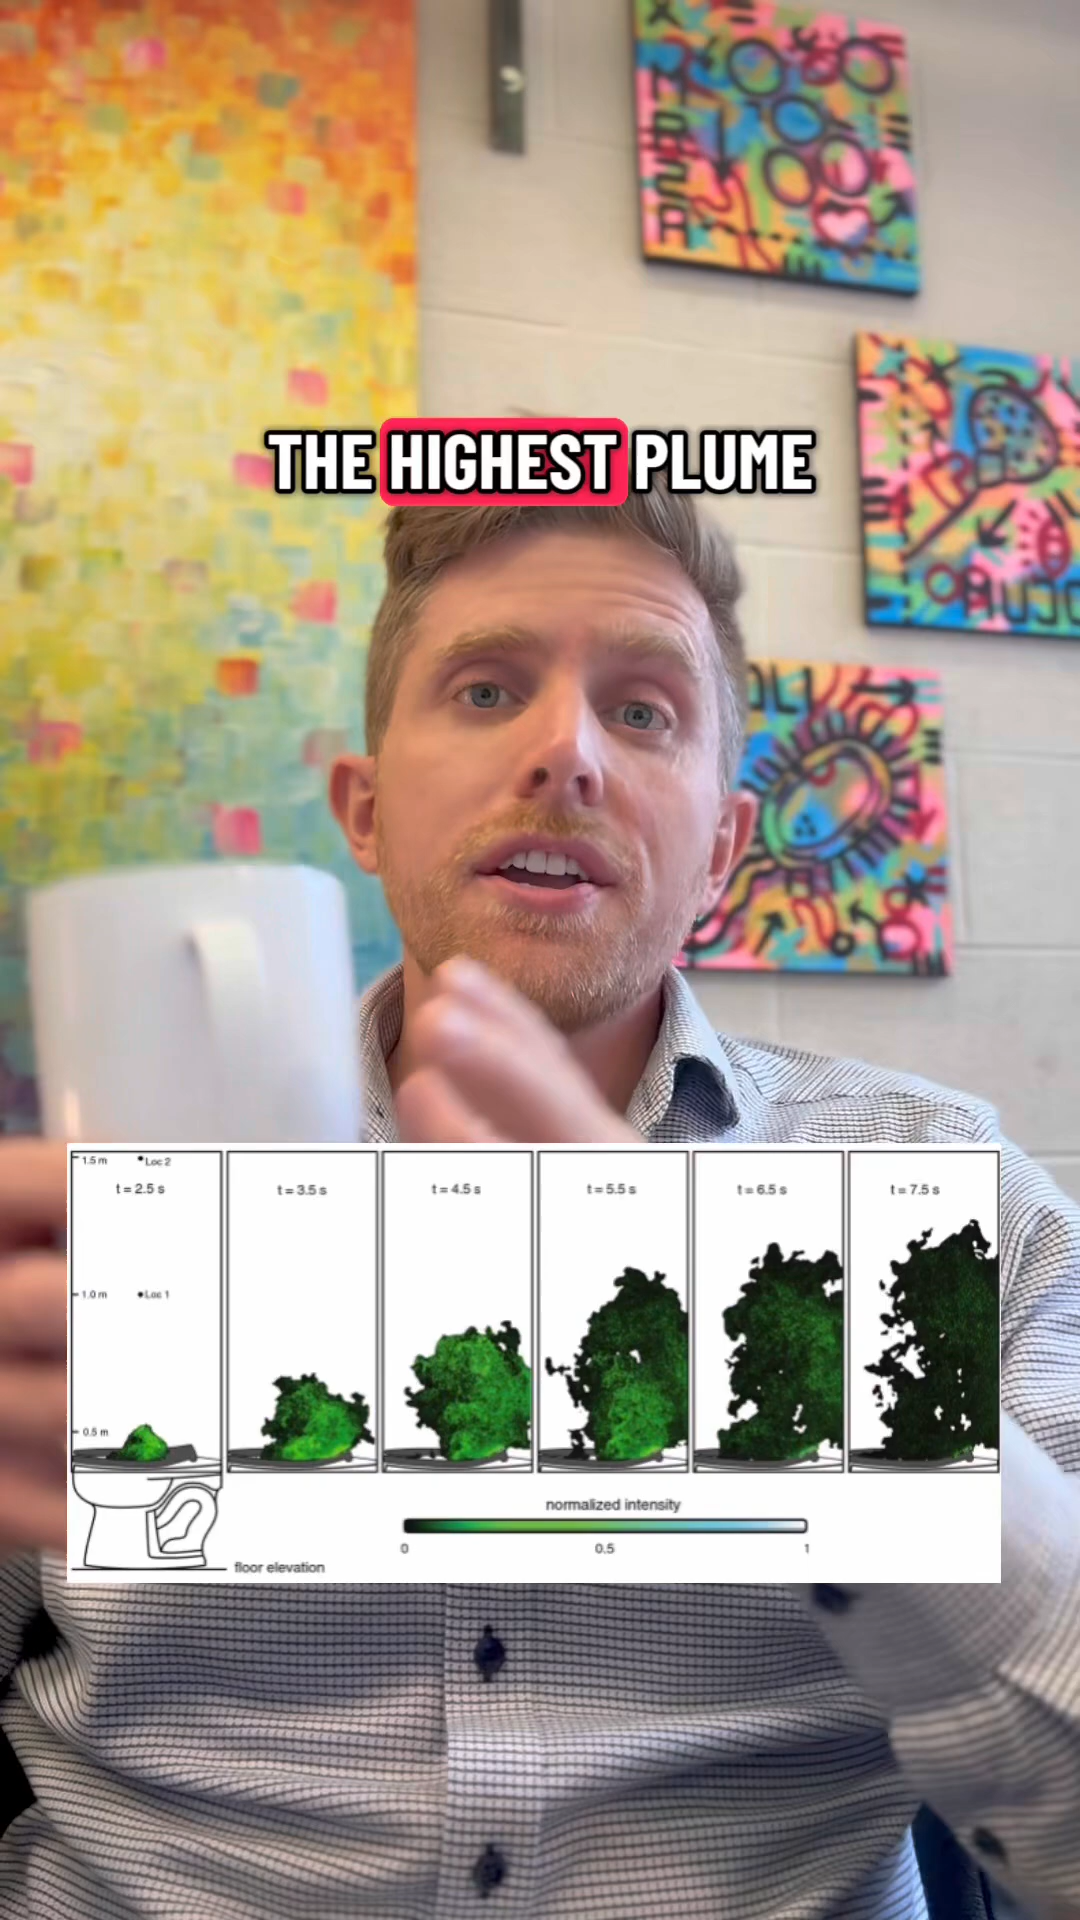 THE HIGHEST PLUME
1.5 m
Loc 2
t = 2.5 s
t = 3.5 s
t = 4.5 s
t = 5.5 s
t = 6.5 s
t = 7.5 s
1.0 m
Loc 1
0.5 m
normalized intensity
0
0.5
1
floor elevation